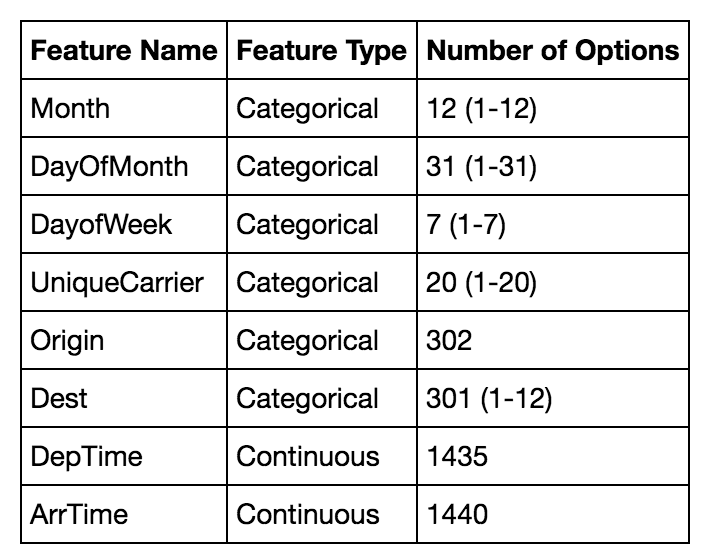 Feature Name Feature Type Number of Options
Month Categorical 12 (1-12)
DayOfMonth Categorical 31 (1-31)
DayofWeek Categorical 7 (1-7)
UniqueCarrier Categorical 20 (1-20)
Origin Categorical 302
Dest Categorical 301 (1-12)
DepTime Continuous 1435
ArrTime Continuous 1440